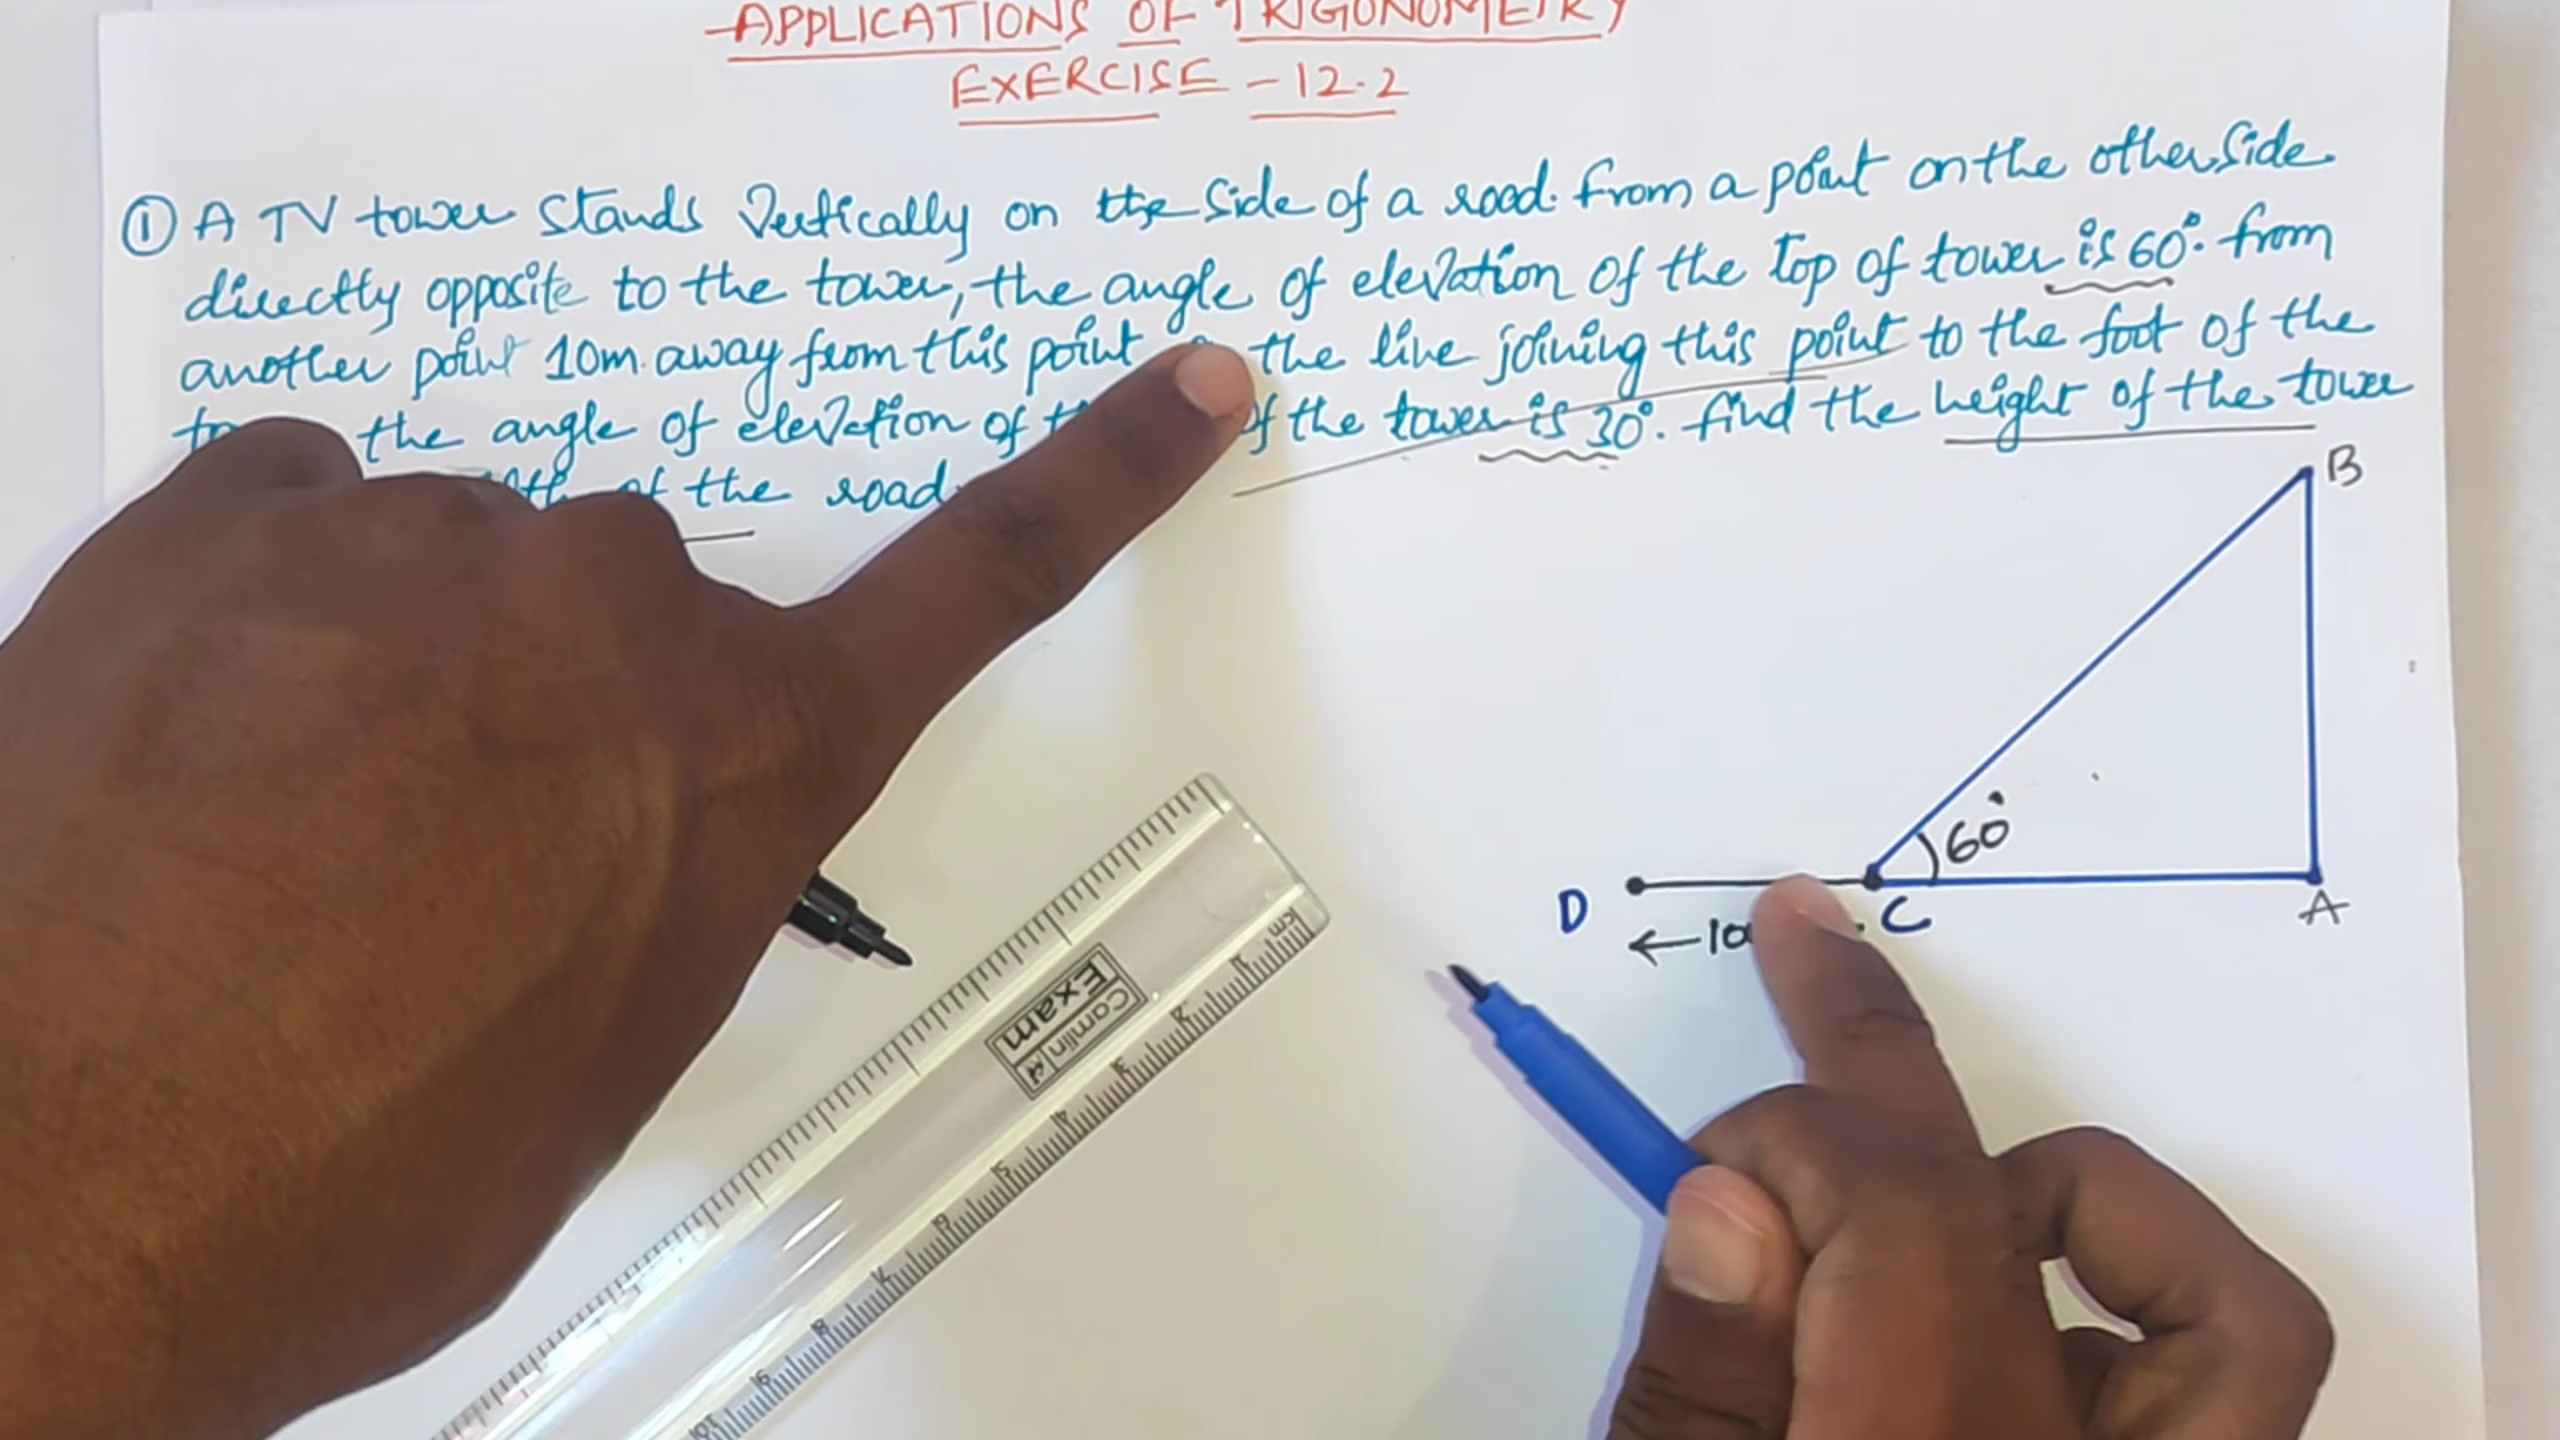 APPLICATIONS OF TRIGONOMETRY
EXERCISE - 12.2
① A TV tower stands Vertically on the side of a road. from a point on the other side
directly opposite to the tower, the angle of elevation of the top of tower is 60°. from
another point 10m away from this point the line joining this point to the foot of the
the angle of elevation of of the tower is 30°. find the height of the tower
of the road
B
60°
D
C
A
←10
Camlin
Exam